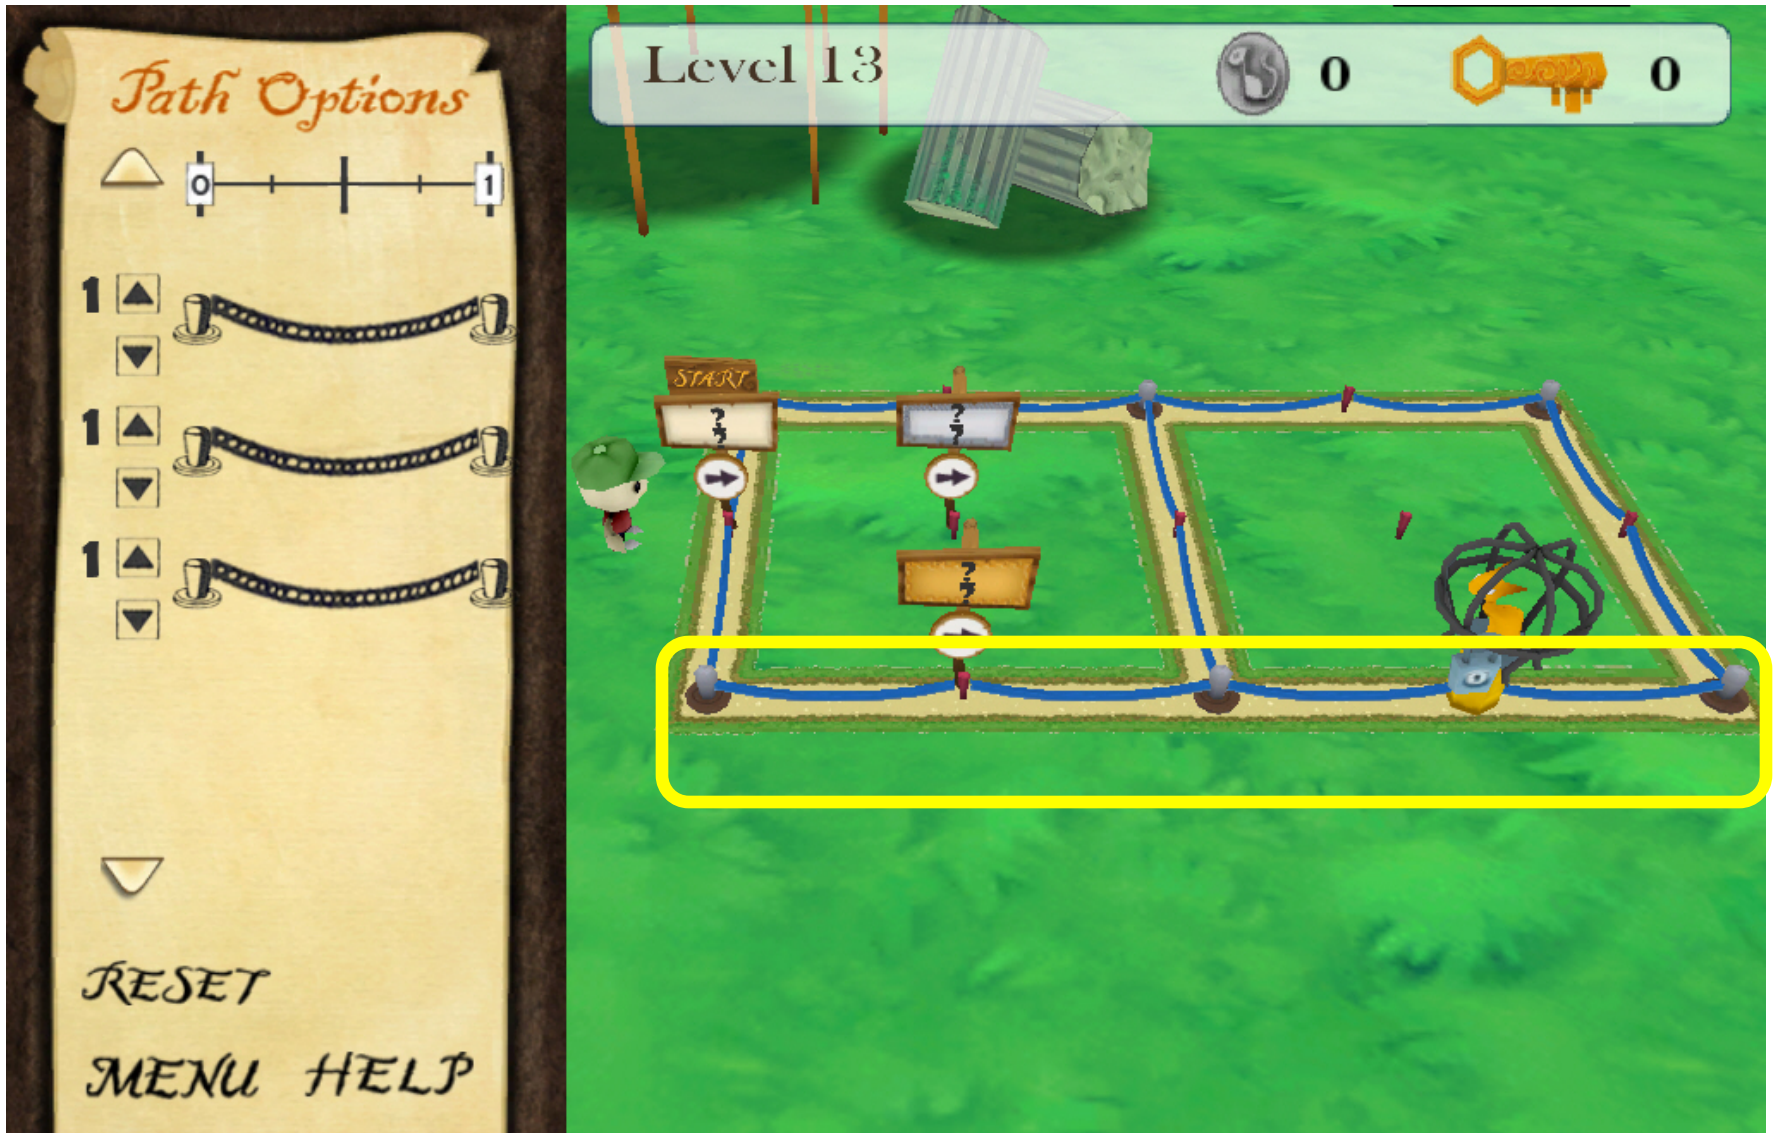 Path Options
0 1
1
1
1
RESET
MENU HELP
Level 13 0 0
START
?
?
?
?
?
?